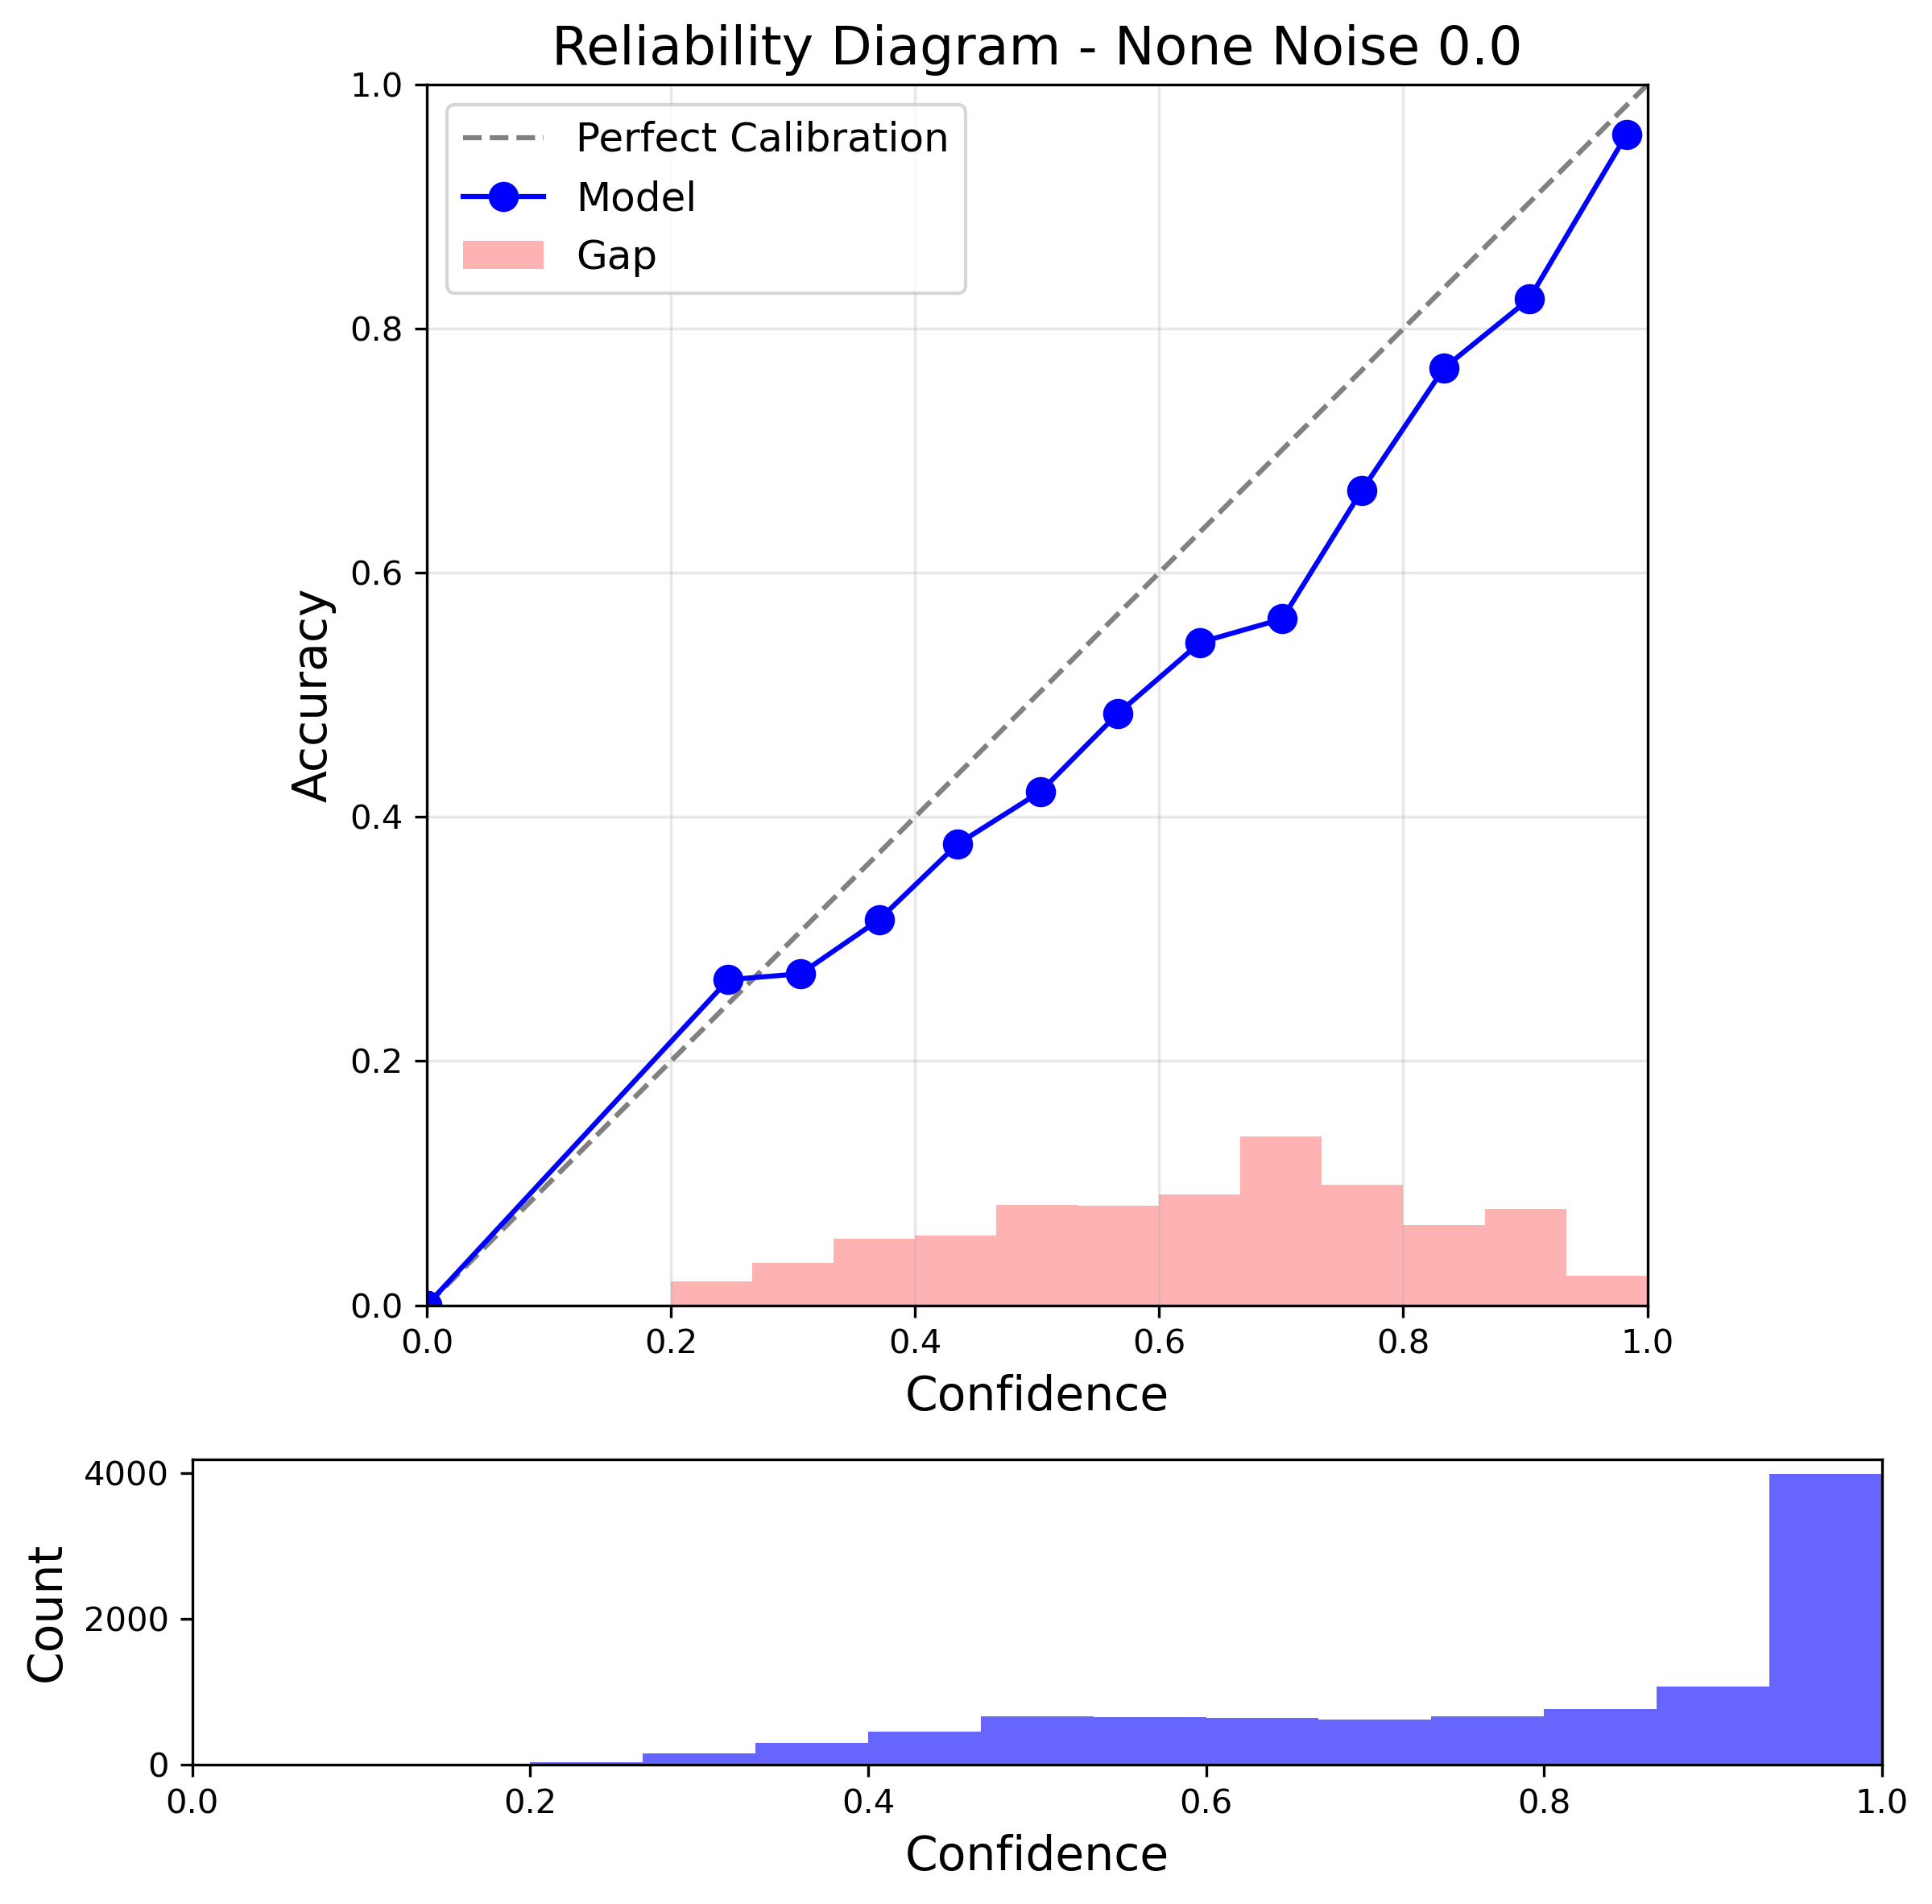 Reliability Diagram - None Noise 0.0
1.0
0.8
0.6
0.4
0.2
0.0
Accuracy
Perfect Calibration
Model
Gap
0.0 0.2 0.4 0.6 0.8 1.0
Confidence
4000
2000
0
Count
0.0 0.2 0.4 0.6 0.8 1.0
Confidence